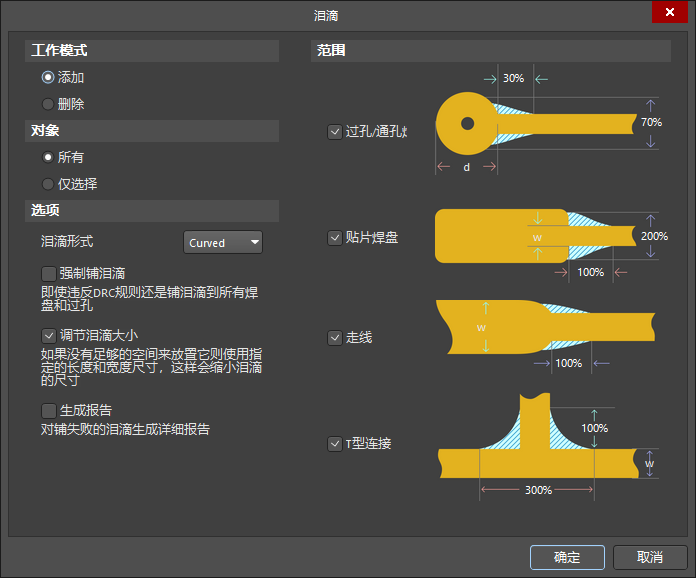 泪滴
工作模式
添加
删除
对象
所有
仅选择
选项
泪滴形式
Curved
强制铺泪滴
即使违反DRC规则还是铺泪滴到所有焊
盘和过孔
调节泪滴大小
如果没有足够的空间来放置它则使用指
定的长度和宽度尺寸，这样会缩小泪滴
的尺寸
生成报告
对铺失败的泪滴生成详细报告
范围
过孔/通孔
30%
70%
d
贴片焊盘
w
200%
100%
走线
w
100%
T型连接
100%
w
300%
确定
取消